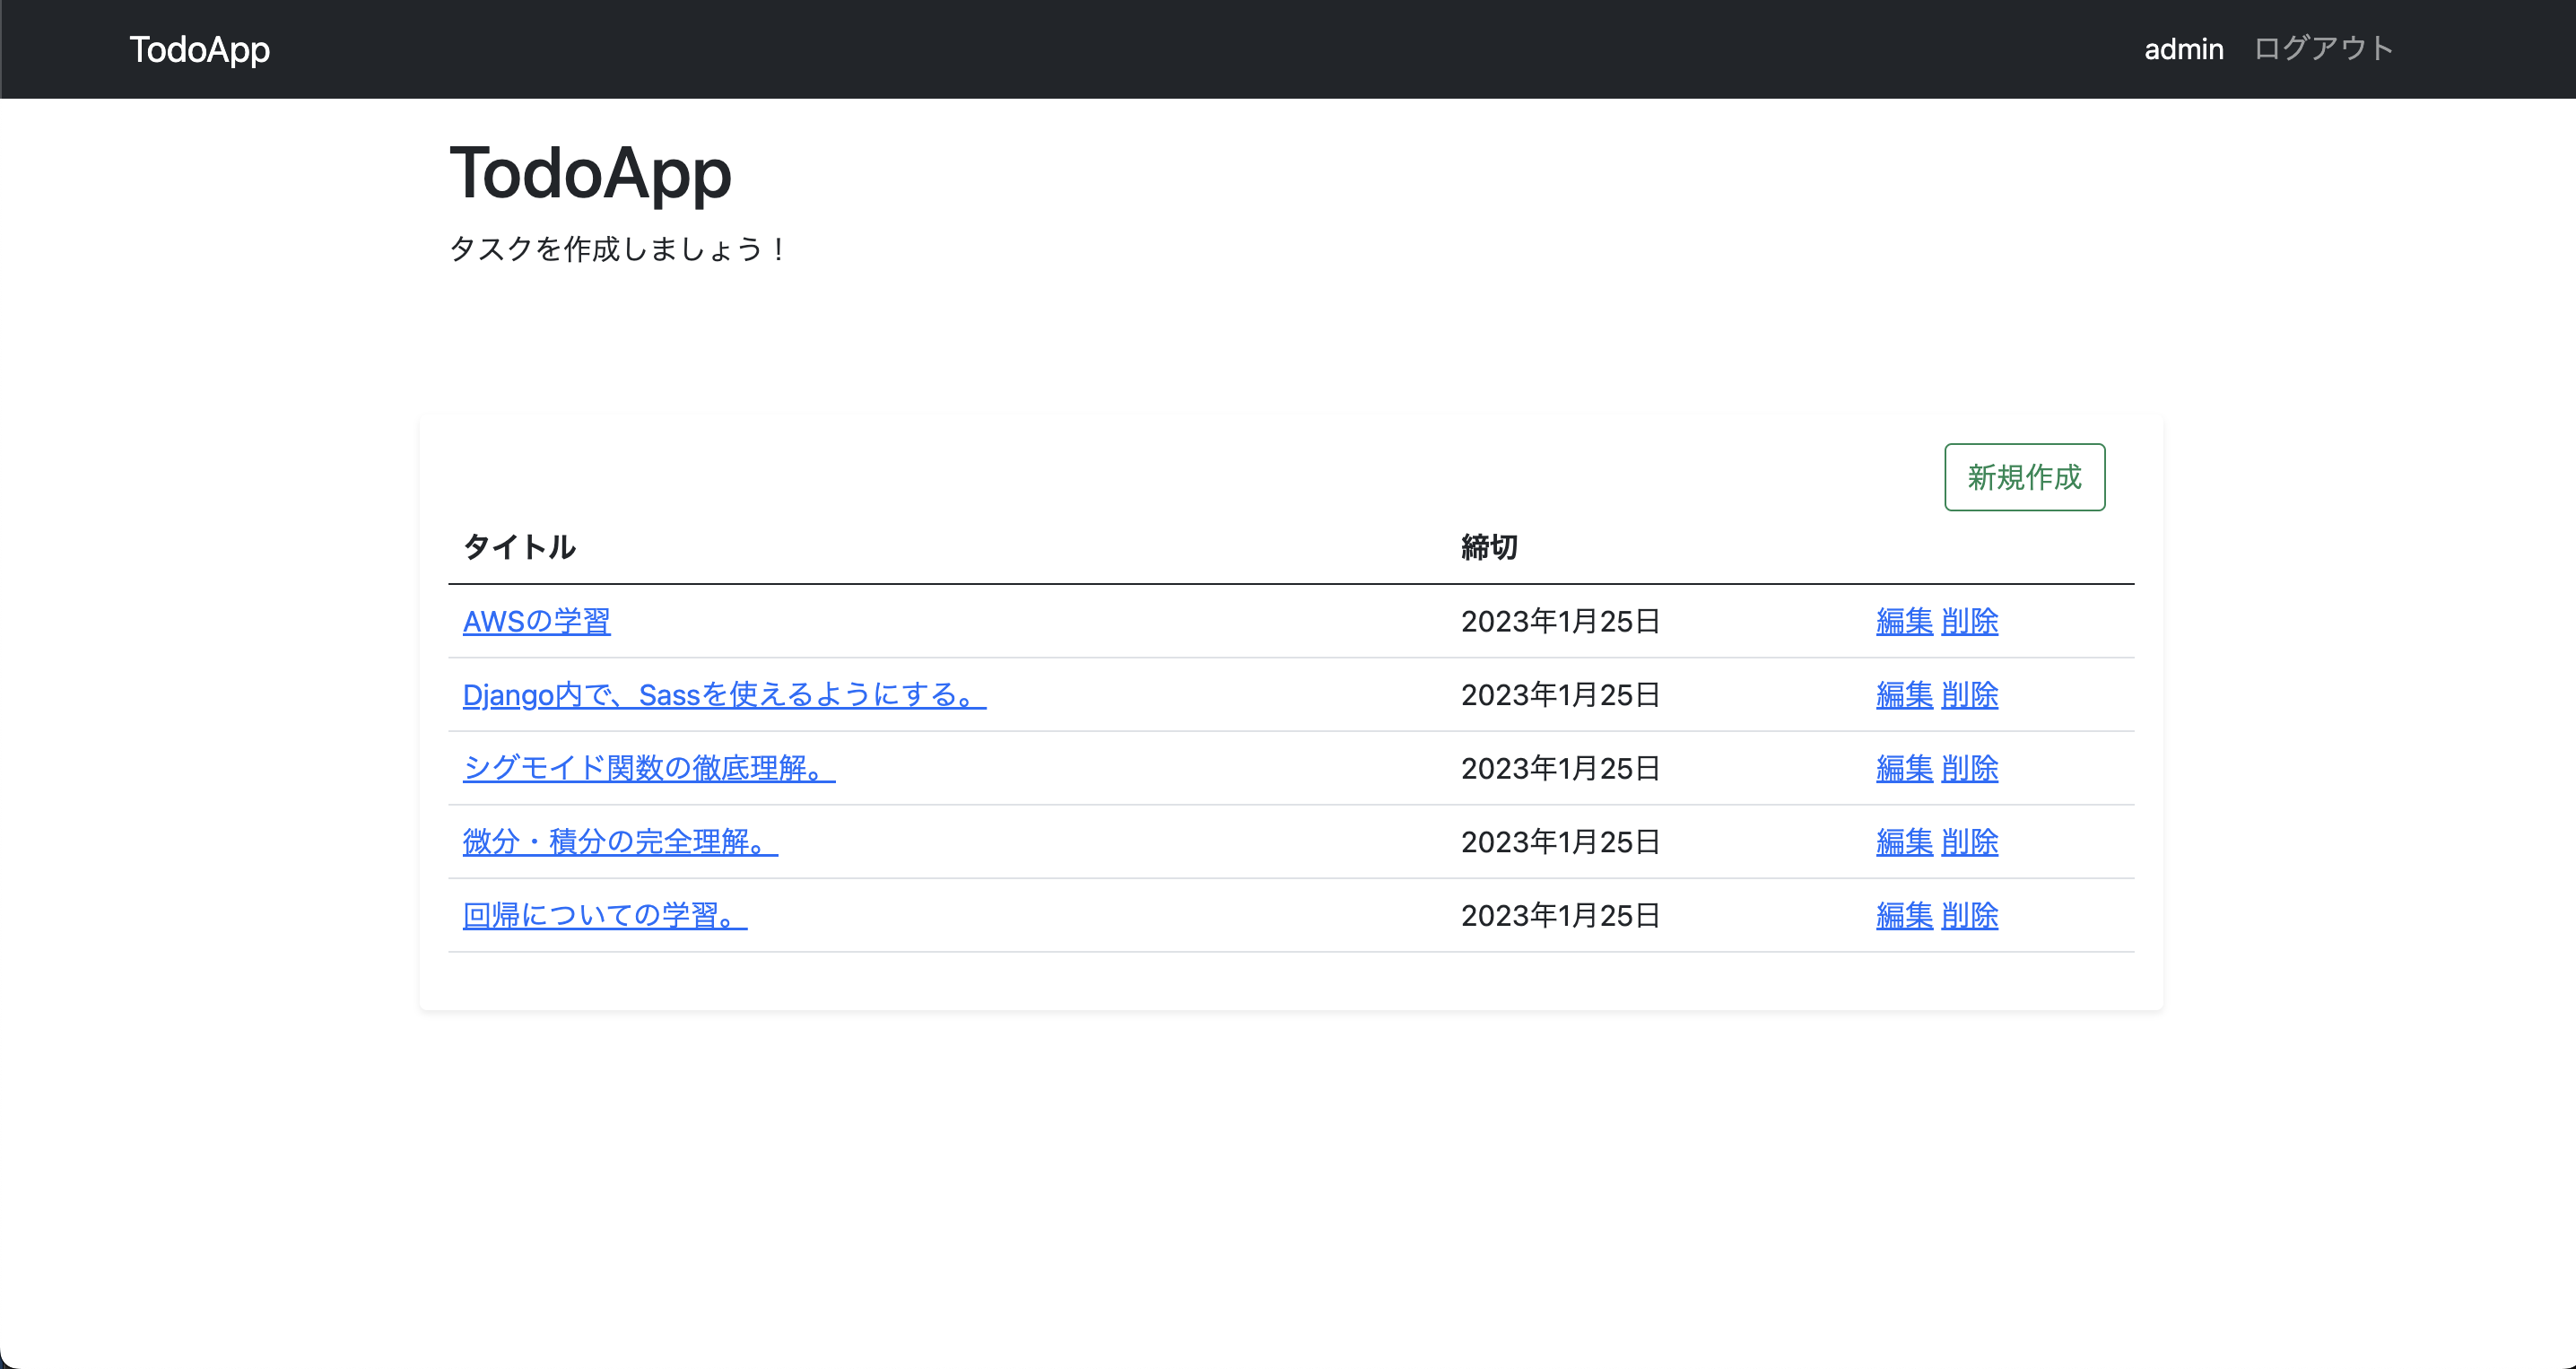 TodoApp admin ログアウト
TodoApp
タスクを作成しましょう！
新規作成
タイトル 締切
AWSの学習 2023年1月25日 編集 削除
Django内で、Sassを使えるようにする。 2023年1月25日 編集 削除
シグモイド関数の徹底理解。 2023年1月25日 編集 削除
微分・積分の完全理解。 2023年1月25日 編集 削除
回帰についての学習。 2023年1月25日 編集 削除